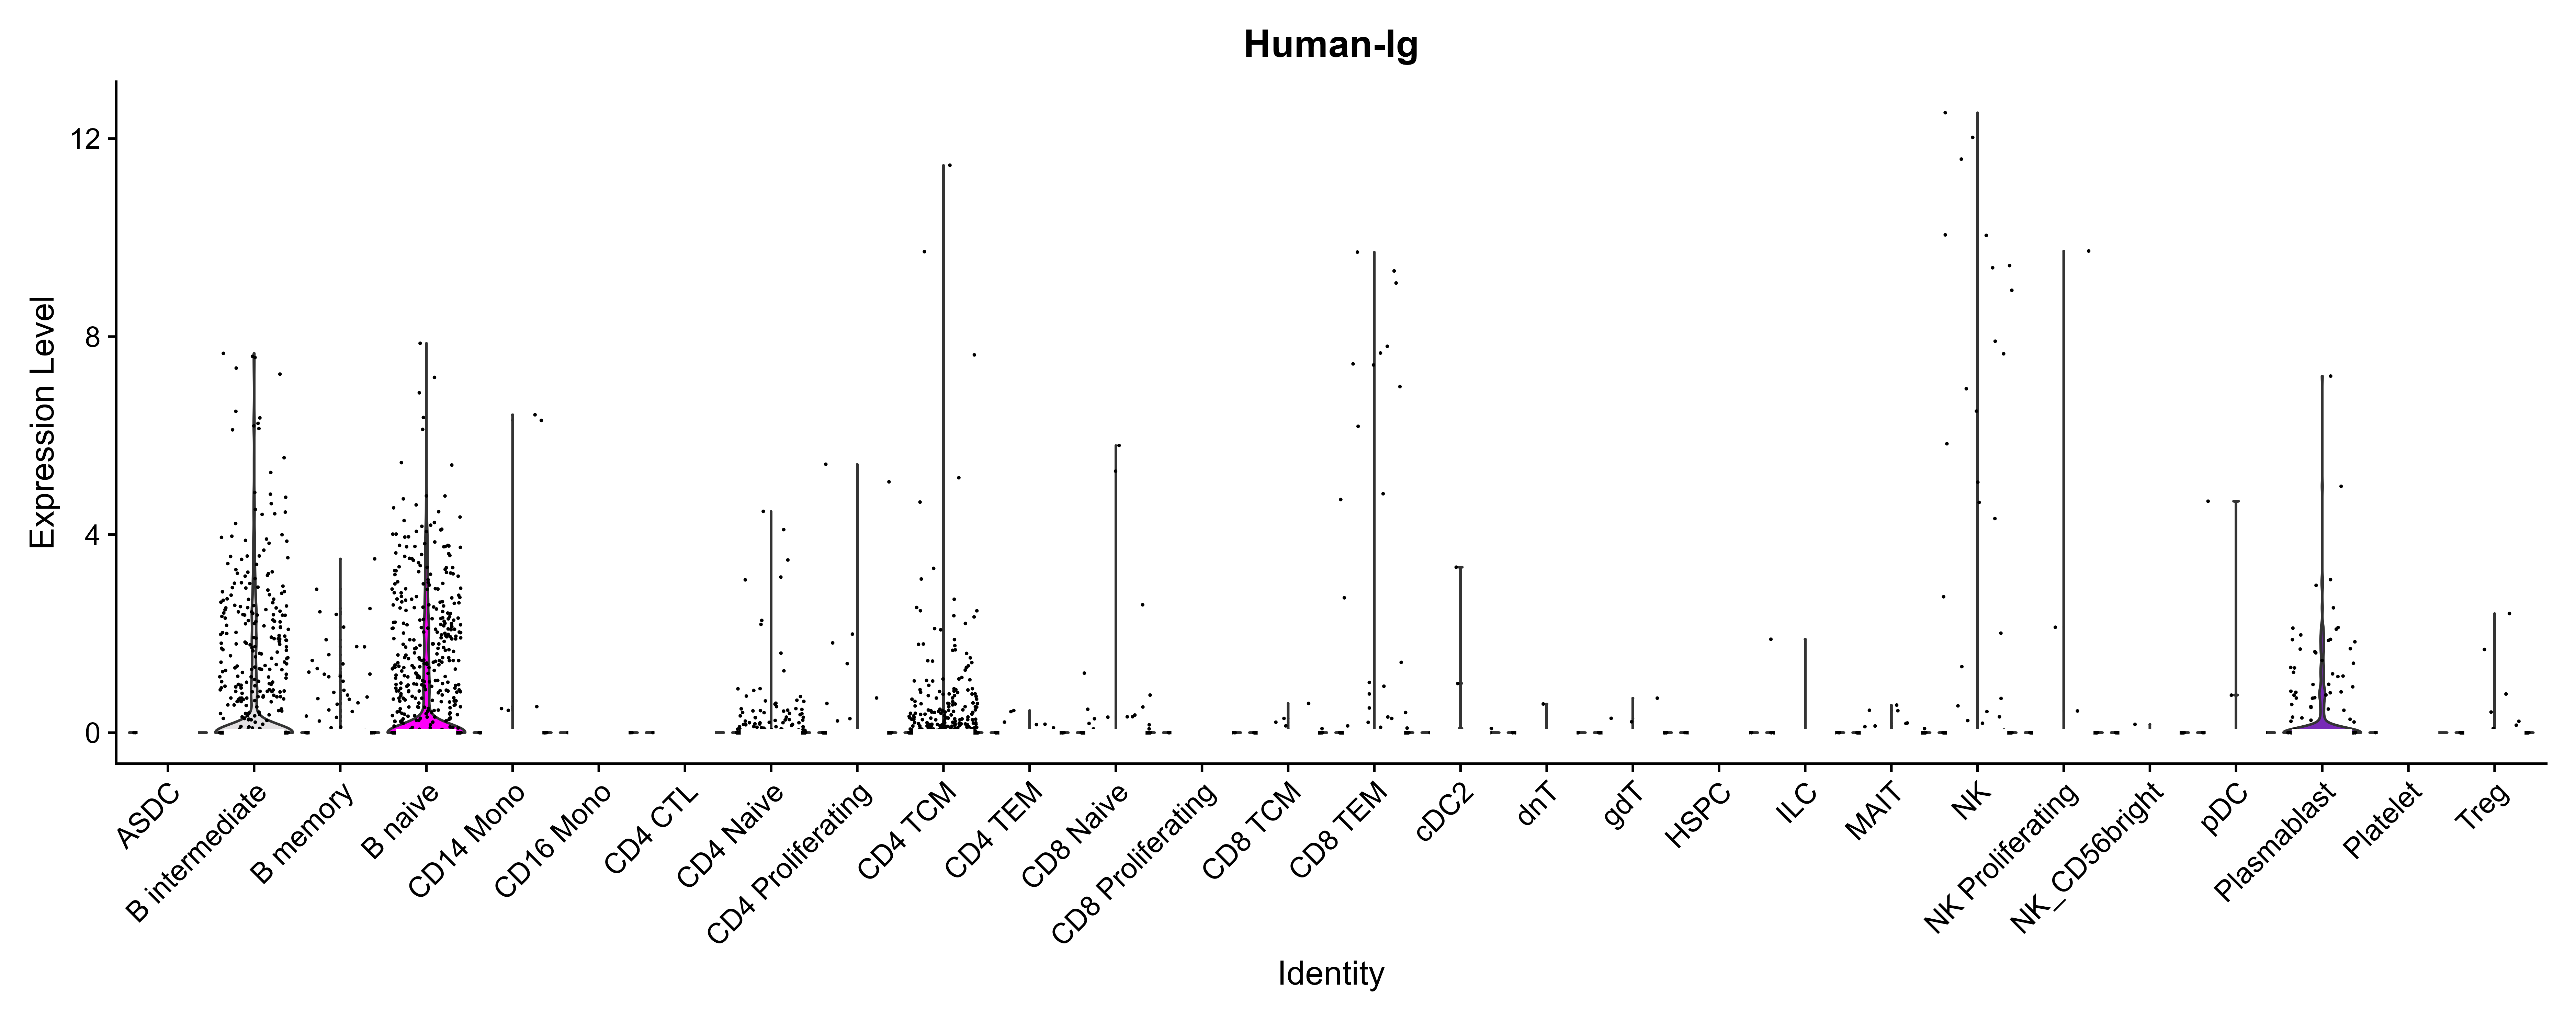 Human-Ig
Expression Level
12
8
4
0
ASDC
B intermediate
B memory
B naive
CD14 Mono
CD16 Mono
CD4 CTL
CD4 Naive
CD4 Proliferating
CD4 TCM
CD4 TEM
CD8 Naive
CD8 Proliferating
CD8 TCM
CD8 TEM
cDC2
dnT
gdT
HSPC
ILC
MAIT
NK
NK Proliferating
NK_CD56bright
pDC
Plasmablast
Platelet
Treg
Identity